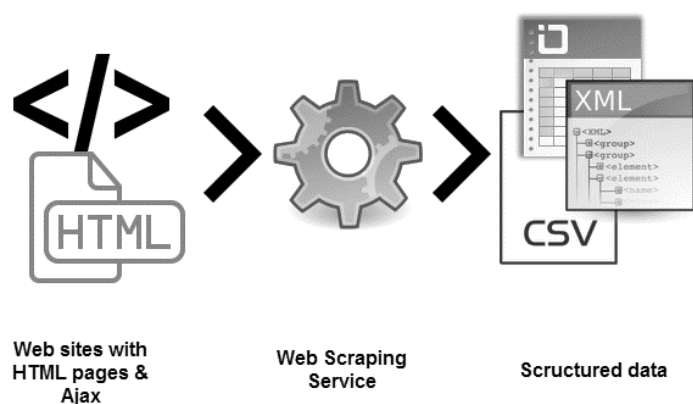 </>
HTML
XML
<XML>
<group>
<group>
<element>
<element>
<name>
CSV
Web sites with
HTML pages &
Ajax
Web Scraping
Service
Scructured data